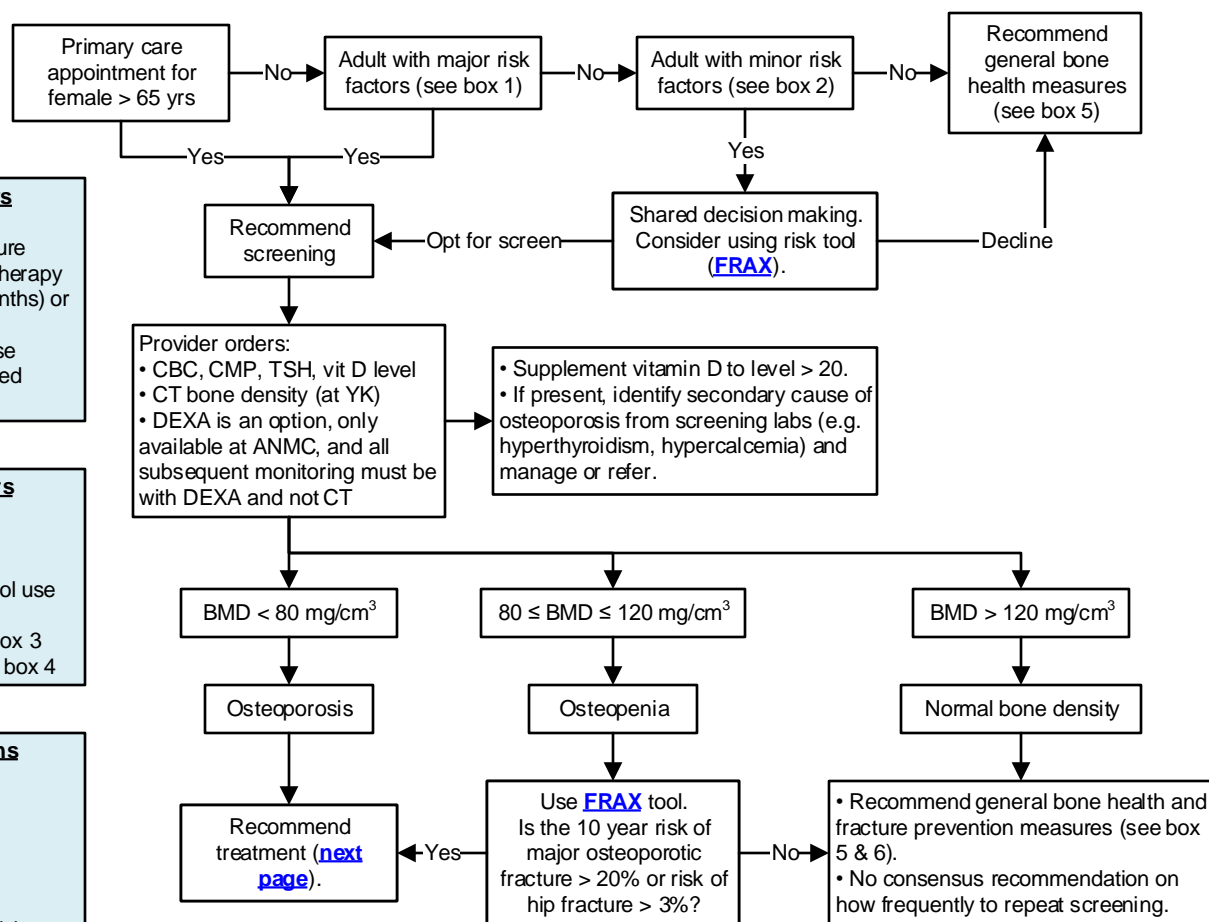 Primary care
appointment for
female > 65 yrs
No
Adult with major risk
factors (see box 1)
No
Adult with minor risk
factors (see box 2)
No
Recommend
general bone
health measures
(see box 5)
Yes
Yes
Yes
Recommend
screening
Opt for screen
Shared decision making.
Consider using risk tool
(FRAX).
Decline
Provider orders:
• CBC, CMP, TSH, vit D level
• CT bone density (at YK)
• DEXA is an option, only
available at ANMC, and all
subsequent monitoring must be
with DEXA and not CT
• Supplement vitamin D to level > 20.
• If present, identify secondary cause of
osteoporosis from screening labs (e.g.
hyperthyroidism, hypercalcemia) and
manage or refer.
BMD < 80 mg/cm³
80 ≤ BMD ≤ 120 mg/cm³
BMD > 120 mg/cm³
Osteoporosis
Osteopenia
Normal bone density
Recommend
treatment (next
page).
Yes
Use FRAX tool.
Is the 10 year risk of
major osteoporotic
fracture > 20% or risk of
hip fracture > 3%?
No
• Recommend general bone health and
fracture prevention measures (see box
5 & 6).
• No consensus recommendation on
how frequently to repeat screening.
or
ol use
box 4